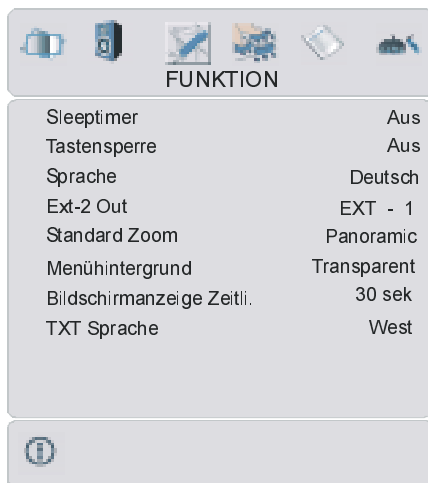 FUNKTION
Sleeptimer Aus
Tastensperre Aus
Sprache Deutsch
Ext-2 Out EXT - 1
Standard Zoom Panoramic
Menühintergrund Transparent
Bildschirmanzeige Zeitli. 30 sek
TXT Sprache West